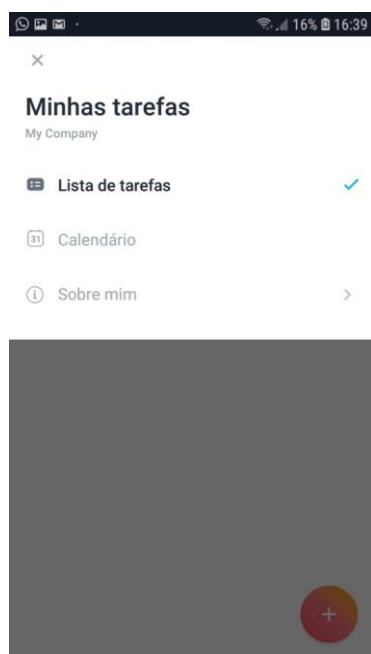 16% 16:39
Minhas tarefas
My Company
Lista de tarefas
31 Calendário
Sobre mim